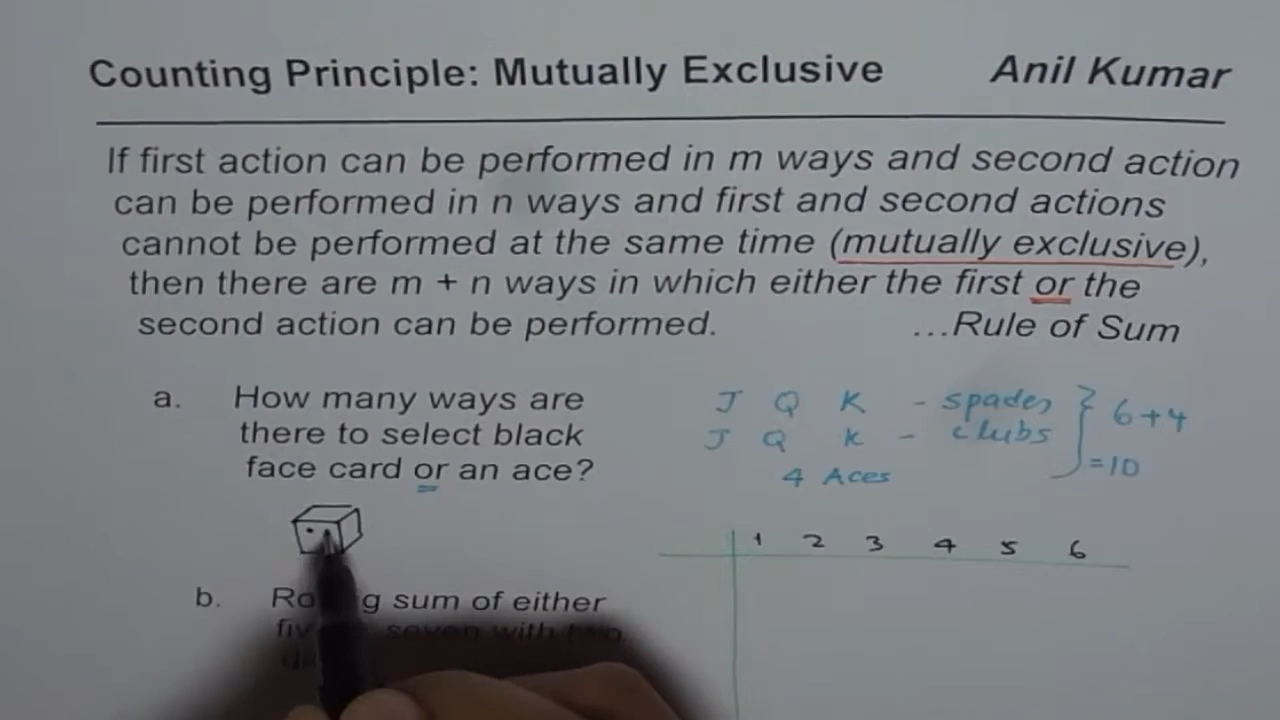 Counting Principle: Mutually Exclusive Anil Kumar
If first action can be performed in m ways and second action
can be performed in n ways and first and second actions
cannot be performed at the same time (mutually exclusive),
then there are m + n ways in which either the first or the
second action can be performed. ...Rule of Sum
a. How many ways are
there to select black
face card or an ace?
J Q K - spades
J Q K - clubs
4 Aces
6+4
=10
1 2 3 4 5 6
b. sum of either
seven with two